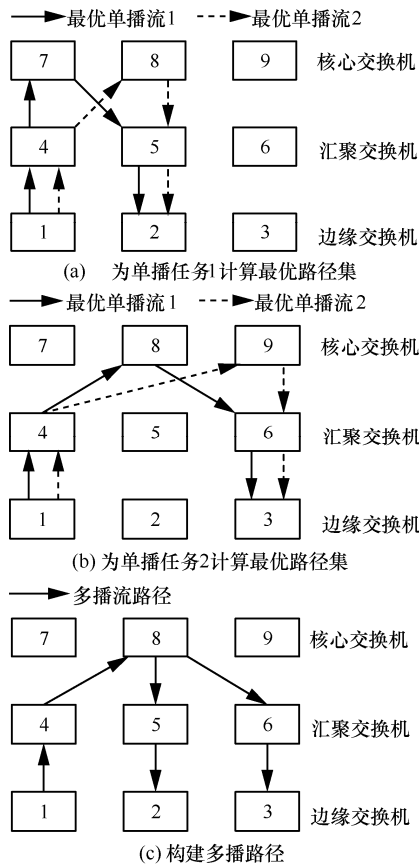 最优单播流1 最优单播流2
7 8 9 核心交换机
4 5 6 汇聚交换机
1 2 3 边缘交换机
(a) 为单播任务1计算最优路径集
最优单播流1 最优单播流2
7 8 9 核心交换机
4 5 6 汇聚交换机
1 2 3 边缘交换机
(b) 为单播任务2计算最优路径集
多播流路径
7 8 9 核心交换机
4 5 6 汇聚交换机
1 2 3 边缘交换机
(c) 构建多播路径